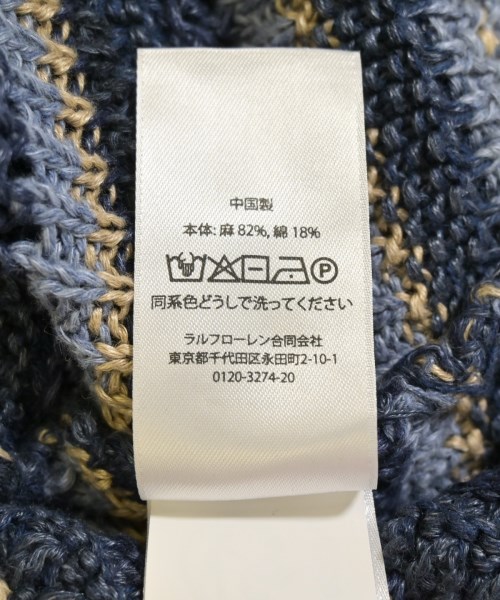 中国製
本体: 麻 82%, 綿 18%
P
同系色どうしで洗ってください
ラルフローレン合同会社
東京都千代田区永田町2-10-1
0120-3274-20